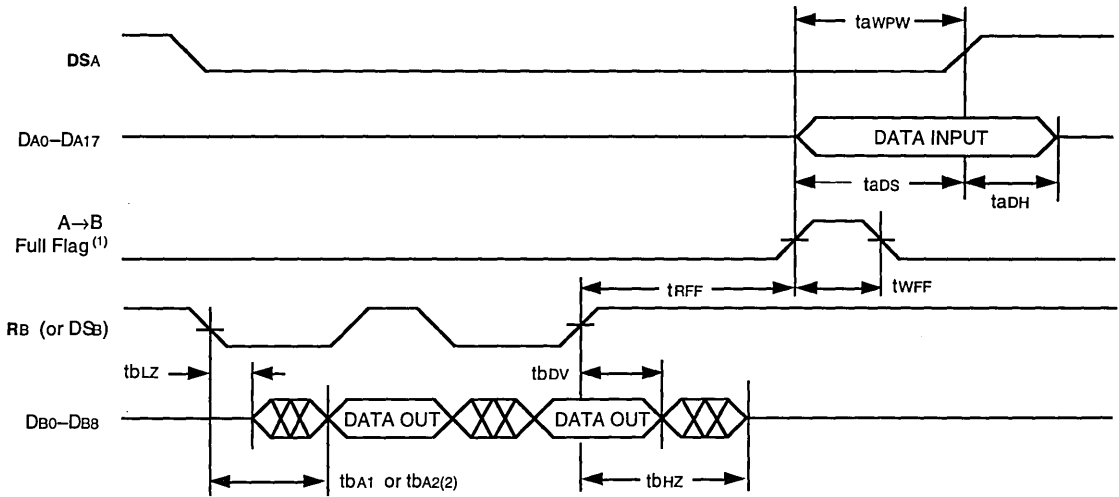 taWPW
DSA
DA0–DA17
DATA INPUT
taDS
taDH
A→B
Full Flag (1)
tRFF
tWFF
RB (or DSB)
tbLZ
tbDV
DB0–DB8
DATA OUT
DATA OUT
tbA1 or tbA2(2)
tbHZ